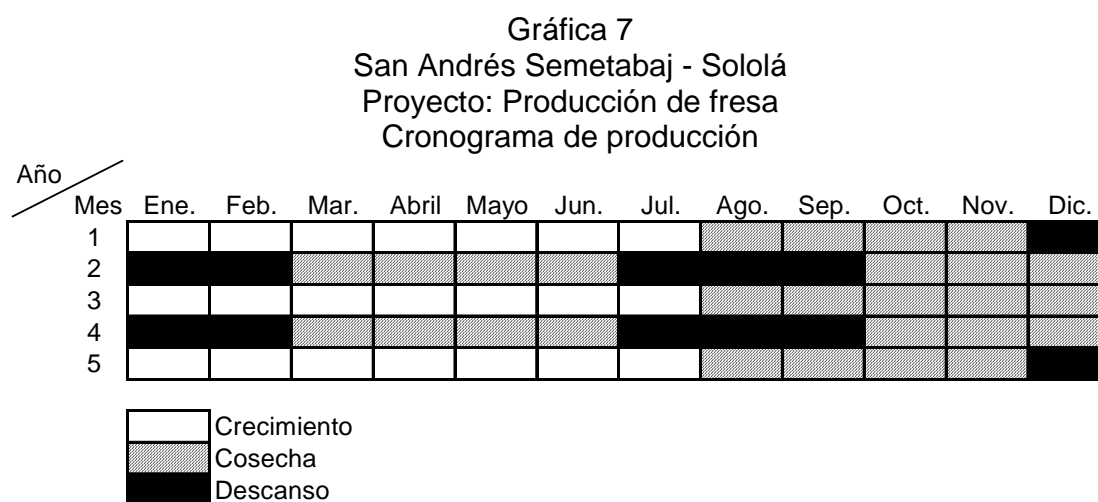 Gráfica 7
San Andrés Semetabaj - Sololá
Proyecto: Producción de fresa
Cronograma de producción
Año
Mes Ene. Feb. Mar. Abril Mayo Jun. Jul. Ago. Sep. Oct. Nov. Dic.
1
2
3
4
5
Crecimiento
Cosecha
Descanso